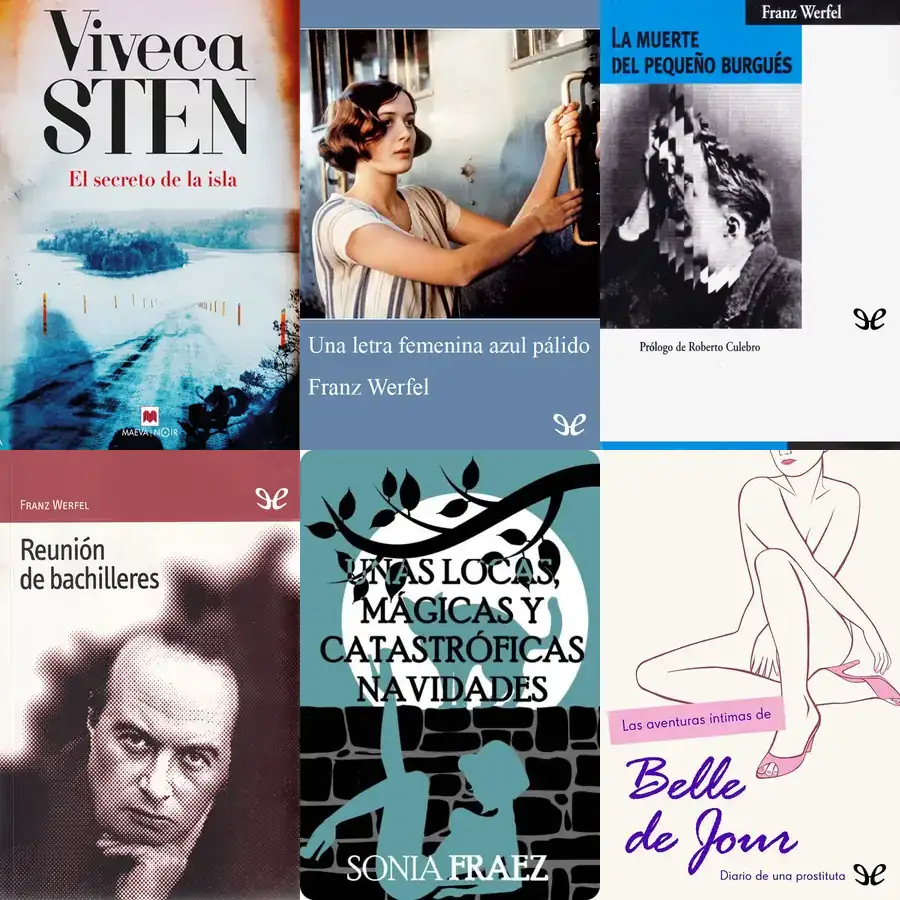 Viveca
STEN
El secreto de la isla
MAEVA NOIR
Una letra femenina azul pálido
Franz Werfel
Franz Werfel
LA MUERTE
DEL PEQUEÑO BURGUÉS
Prólogo de Roberto Culebro
FRANZ WERFEL
Reunión
de bachilleres
UNAS LOCAS,
MÁGICAS Y
CATASTRÓFICAS
NAVIDADES
SONIA FRAEZ
Las aventuras íntimas de
Belle
de Jour
Diario de una prostituta